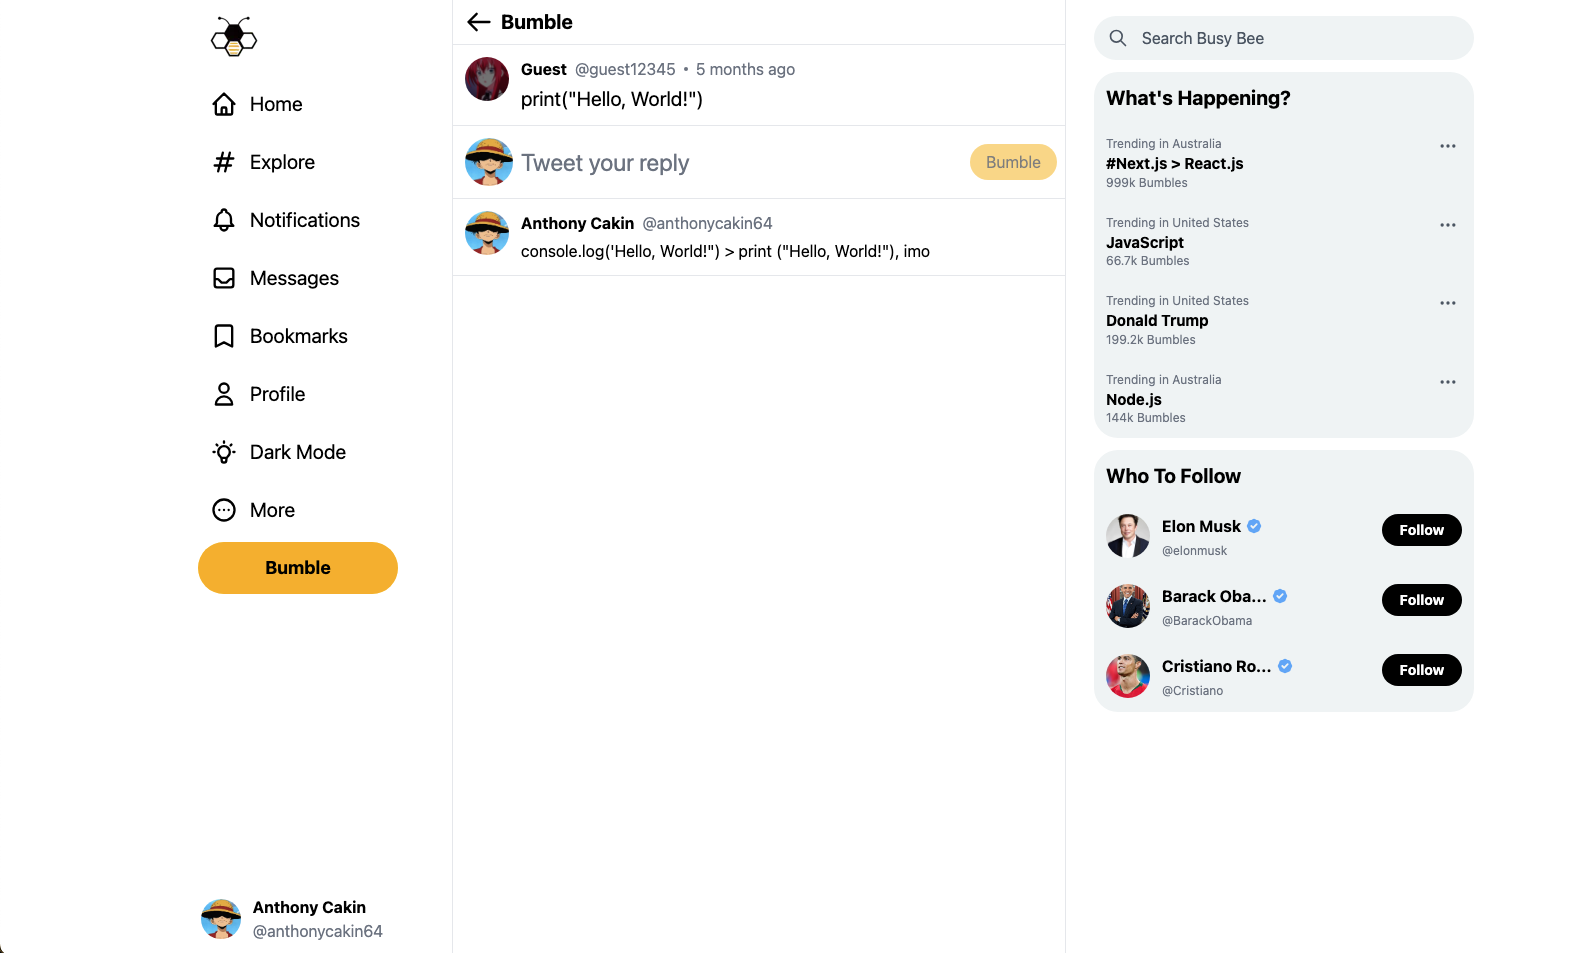 Home
Explore
Notifications
Messages
Bookmarks
Profile
Dark Mode
More
Bumble
Anthony Cakin
@anthonycakin64
Bumble
Guest @guest12345 • 5 months ago
print("Hello, World!")
Tweet your reply
Bumble
Anthony Cakin @anthonycakin64
console.log('Hello, World!") > print ("Hello, World!"), imo
Search Busy Bee
What's Happening?
Trending in Australia
#Next.js > React.js
999k Bumbles
Trending in United States
JavaScript
66.7k Bumbles
Trending in United States
Donald Trump
199.2k Bumbles
Trending in Australia
Node.js
144k Bumbles
Who To Follow
Elon Musk
@elonmusk
Follow
Barack Oba...
@BarackObama
Follow
Cristiano Ro...
@Cristiano
Follow